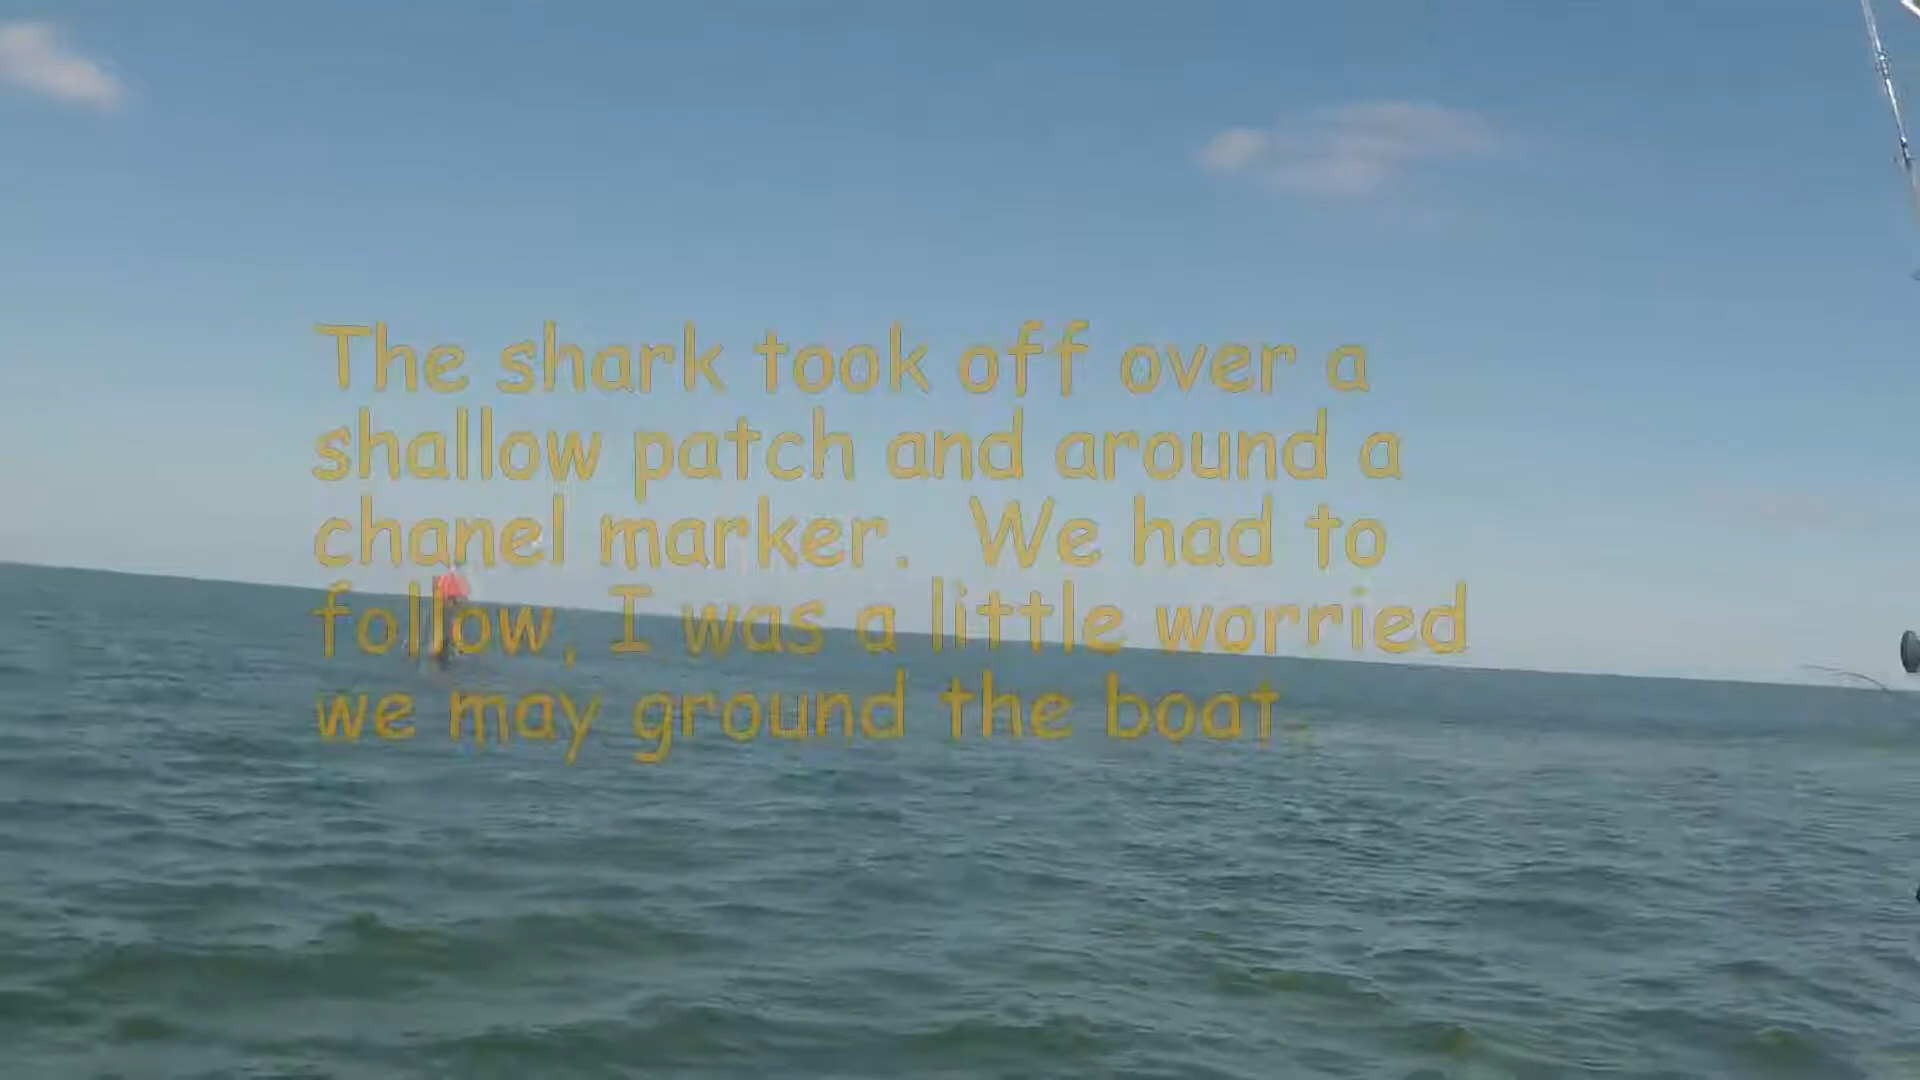 The shark took off over a
shallow patch and around a
chanel marker.  We had to
follow, I was a little worried
we may ground the boat.